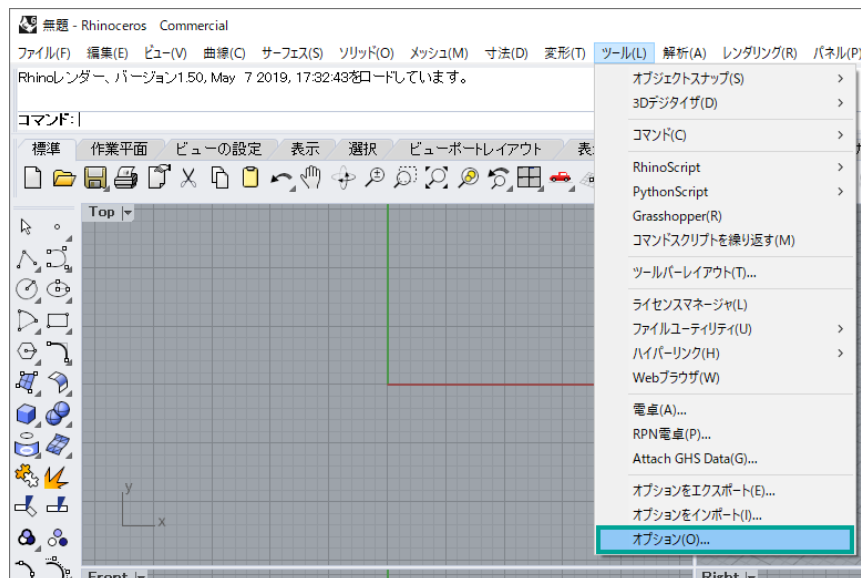 無題 - Rhinoceros Commercial
ファイル(F) 編集(E) ビュー(V) 曲線(C) サーフェス(S) ソリッド(O) メッシュ(M) 寸法(D) 変形(T) ツール(L) 解析(A) レンダリング(R) パネル(P)
Rhinoレンダー、バージョン1.50, May 7 2019, 17:32:43をロードしています。
コマンド:
標準 作業平面 ビューの設定 表示 選択 ビューポートレイアウト 表
Top
y
x
Front
Right
オブジェクトスナップ(S)
3Dデジタイザ(D)
コマンド(C)
RhinoScript
PythonScript
Grasshopper(R)
コマンドスクリプトを繰り返す(M)
ツールバーレイアウト(T)...
ライセンスマネージャ(L)
ファイルユーティリティ(U)
ハイパーリンク(H)
Webブラウザ(W)
電卓(A)...
RPN電卓(P)...
Attach GHS Data(G)...
オプションをエクスポート(E)...
オプションをインポート(I)...
オプション(O)...